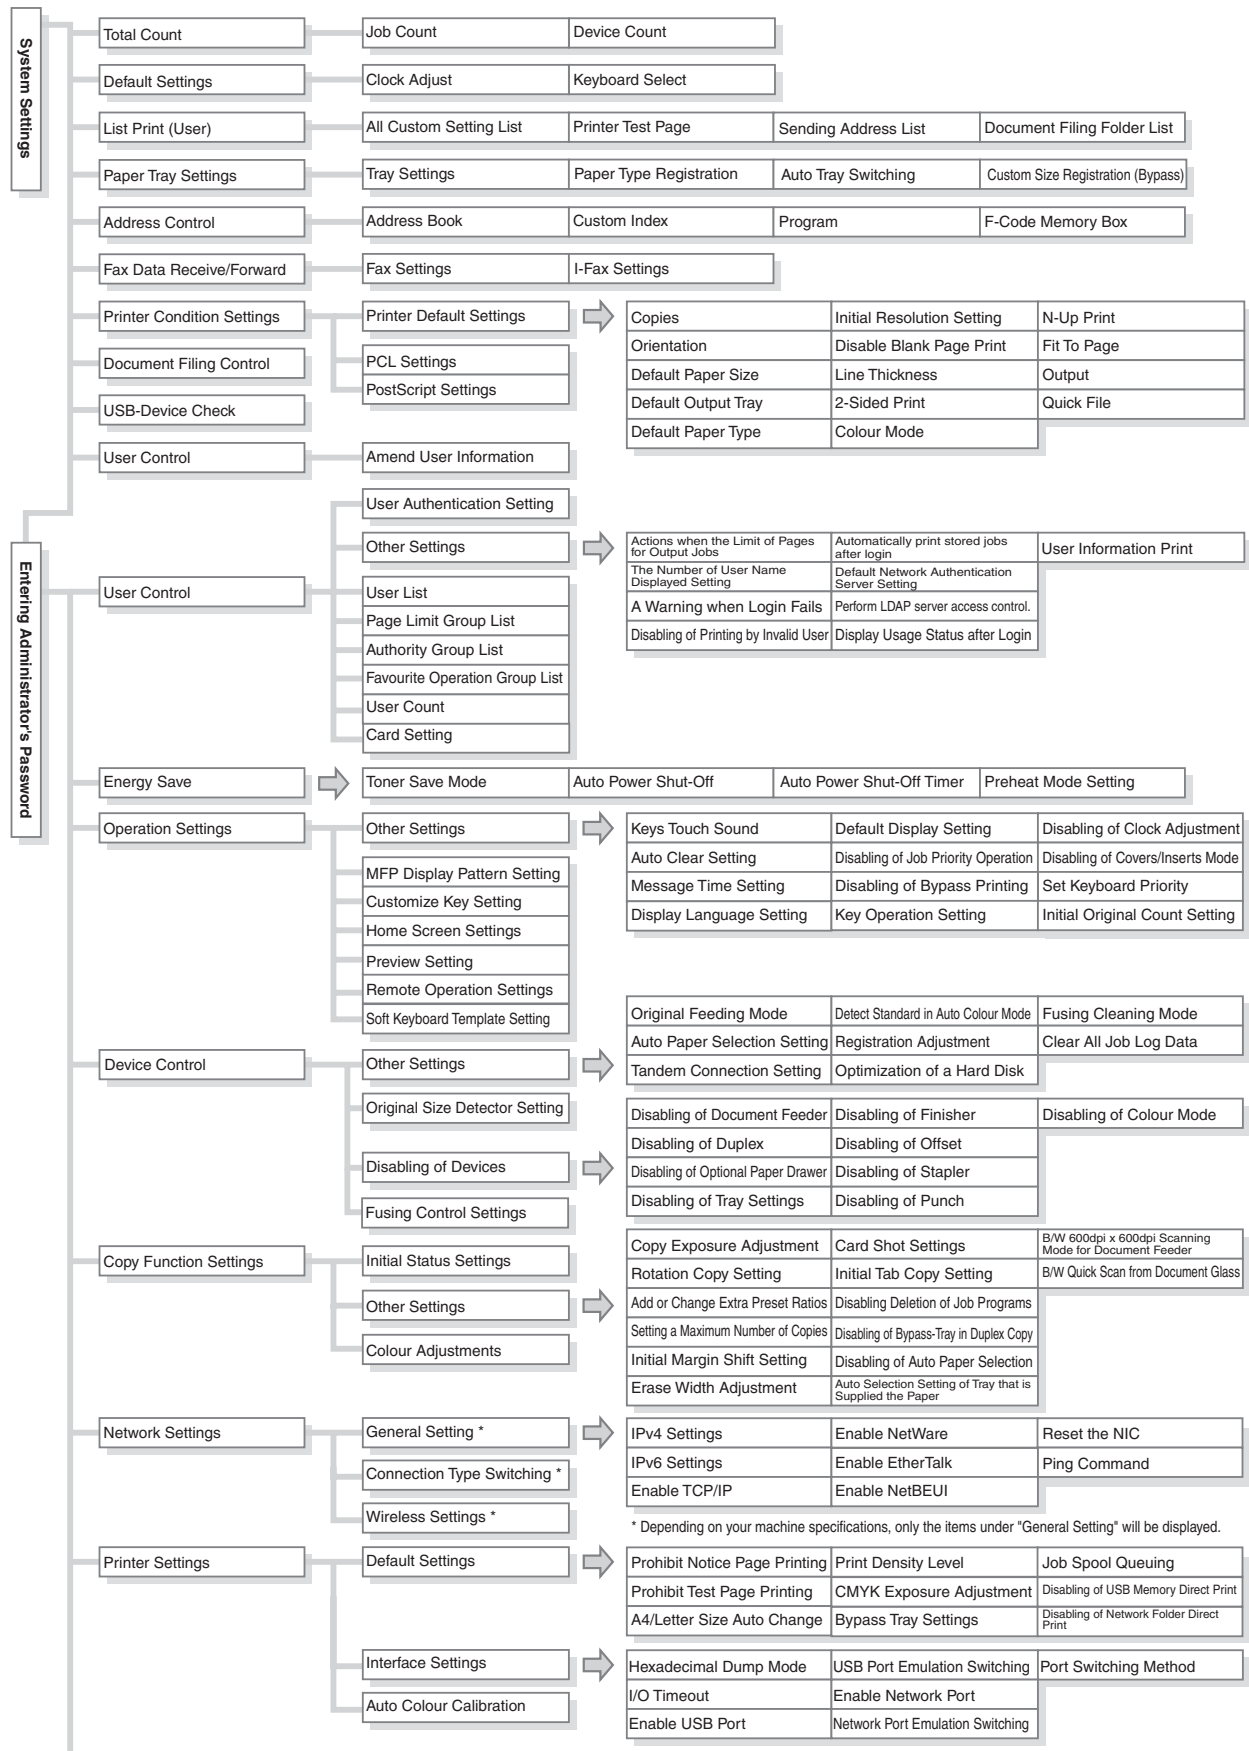 System Settings
Total Count
Job Count
Device Count
Default Settings
Clock Adjust
Keyboard Select
List Print (User)
All Custom Setting List
Printer Test Page
Sending Address List
Document Filing Folder List
Paper Tray Settings
Tray Settings
Paper Type Registration
Auto Tray Switching
Custom Size Registration (Bypass)
Address Control
Address Book
Custom Index
Program
F-Code Memory Box
Fax Data Receive/Forward
Fax Settings
I-Fax Settings
Printer Condition Settings
Printer Default Settings
Copies
Initial Resolution Setting
N-Up Print
Orientation
Disable Blank Page Print
Fit To Page
Default Paper Size
Line Thickness
Output
Default Output Tray
2-Sided Print
Quick File
Default Paper Type
Colour Mode
PCL Settings
PostScript Settings
Document Filing Control
USB-Device Check
User Control
Amend User Information
Entering Administrator's Password
User Control
User Authentication Setting
Other Settings
Actions when the Limit of Pages
for Output Jobs
Automatically print stored jobs
after login
User Information Print
The Number of User Name
Displayed Setting
Default Network Authentication
Server Setting
A Warning when Login Fails
Perform LDAP server access control.
Disabling of Printing by Invalid User
Display Usage Status after Login
User List
Page Limit Group List
Authority Group List
Favourite Operation Group List
User Count
Card Setting
Energy Save
Toner Save Mode
Auto Power Shut-Off
Auto Power Shut-Off Timer
Preheat Mode Setting
Operation Settings
Other Settings
Keys Touch Sound
Default Display Setting
Disabling of Clock Adjustment
Auto Clear Setting
Disabling of Job Priority Operation
Disabling of Covers/Inserts Mode
Message Time Setting
Disabling of Bypass Printing
Set Keyboard Priority
Display Language Setting
Key Operation Setting
Initial Original Count Setting
MFP Display Pattern Setting
Customize Key Setting
Home Screen Settings
Preview Setting
Remote Operation Settings
Soft Keyboard Template Setting
Device Control
Other Settings
Original Feeding Mode
Detect Standard in Auto Colour Mode
Fusing Cleaning Mode
Auto Paper Selection Setting
Registration Adjustment
Clear All Job Log Data
Tandem Connection Setting
Optimization of a Hard Disk
Original Size Detector Setting
Disabling of Devices
Disabling of Document Feeder
Disabling of Finisher
Disabling of Colour Mode
Disabling of Duplex
Disabling of Offset
Disabling of Optional Paper Drawer
Disabling of Stapler
Disabling of Tray Settings
Disabling of Punch
Fusing Control Settings
Copy Function Settings
Initial Status Settings
Other Settings
Copy Exposure Adjustment
Card Shot Settings
B/W 600dpi x 600dpi Scanning
Mode for Document Feeder
Rotation Copy Setting
Initial Tab Copy Setting
B/W Quick Scan from Document Glass
Add or Change Extra Preset Ratios
Disabling Deletion of Job Programs
Setting a Maximum Number of Copies
Disabling of Bypass-Tray in Duplex Copy
Initial Margin Shift Setting
Disabling of Auto Paper Selection
Erase Width Adjustment
Auto Selection Setting of Tray that is
Supplied the Paper
Colour Adjustments
Network Settings
General Setting *
IPv4 Settings
Enable NetWare
Reset the NIC
IPv6 Settings
Enable EtherTalk
Ping Command
Enable TCP/IP
Enable NetBEUI
Connection Type Switching *
Wireless Settings *
* Depending on your machine specifications, only the items under "General Setting" will be displayed.
Printer Settings
Default Settings
Prohibit Notice Page Printing
Print Density Level
Job Spool Queuing
Prohibit Test Page Printing
CMYK Exposure Adjustment
Disabling of USB Memory Direct Print
A4/Letter Size Auto Change
Bypass Tray Settings
Disabling of Network Folder Direct
Print
Interface Settings
Hexadecimal Dump Mode
USB Port Emulation Switching
Port Switching Method
I/O Timeout
Enable Network Port
Enable USB Port
Network Port Emulation Switching
Auto Colour Calibration